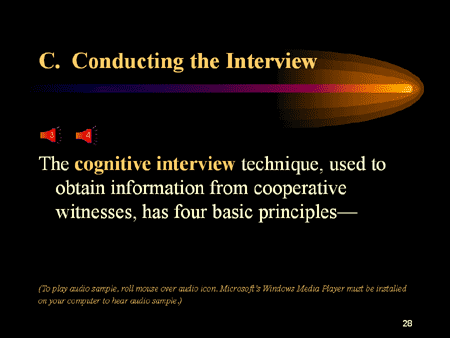 C. Conducting the Interview
3 4
The cognitive interview technique, used to
obtain information from cooperative
witnesses, has four basic principles—
(To play audio sample, roll mouse over audio icon. Microsoft's Windows Media Player must be installed
on your computer to hear audio sample.)
28